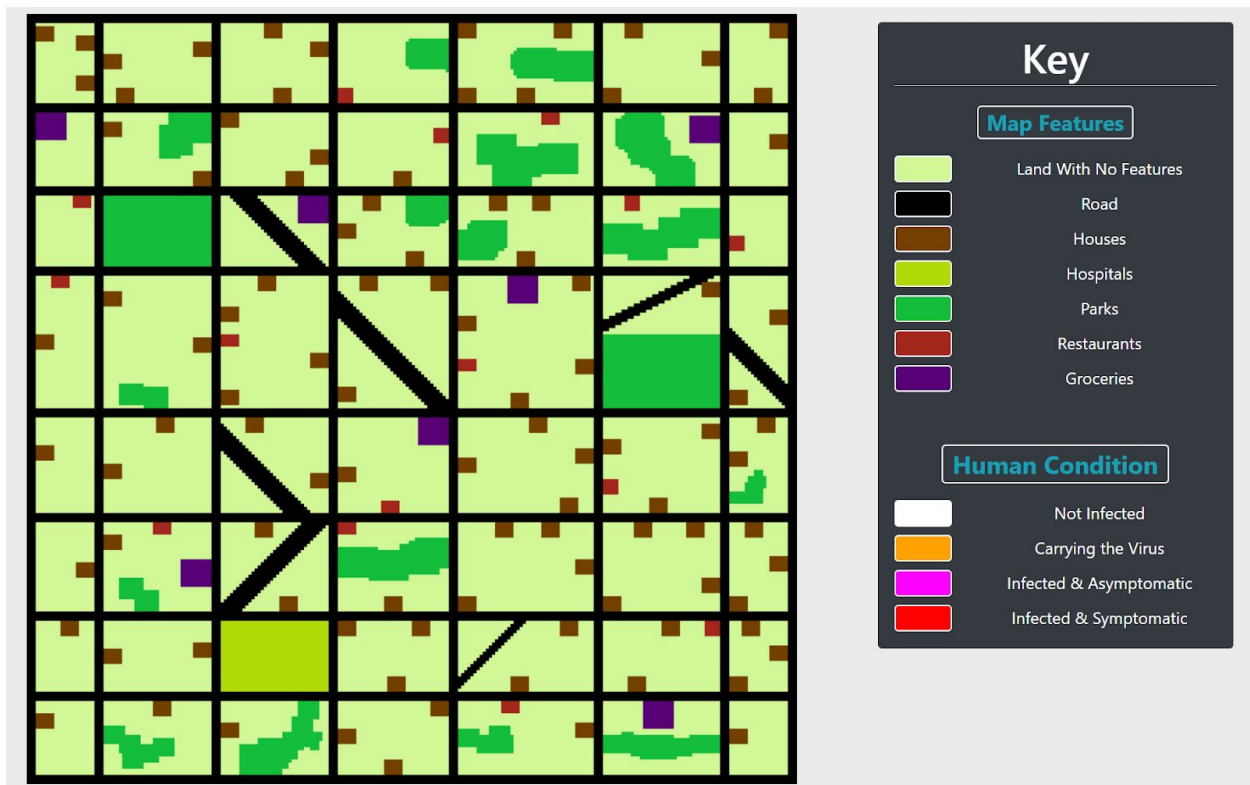 Key
Map Features
Land With No Features
Road
Houses
Hospitals
Parks
Restaurants
Groceries
Human Condition
Not Infected
Carrying the Virus
Infected & Asymptomatic
Infected & Symptomatic